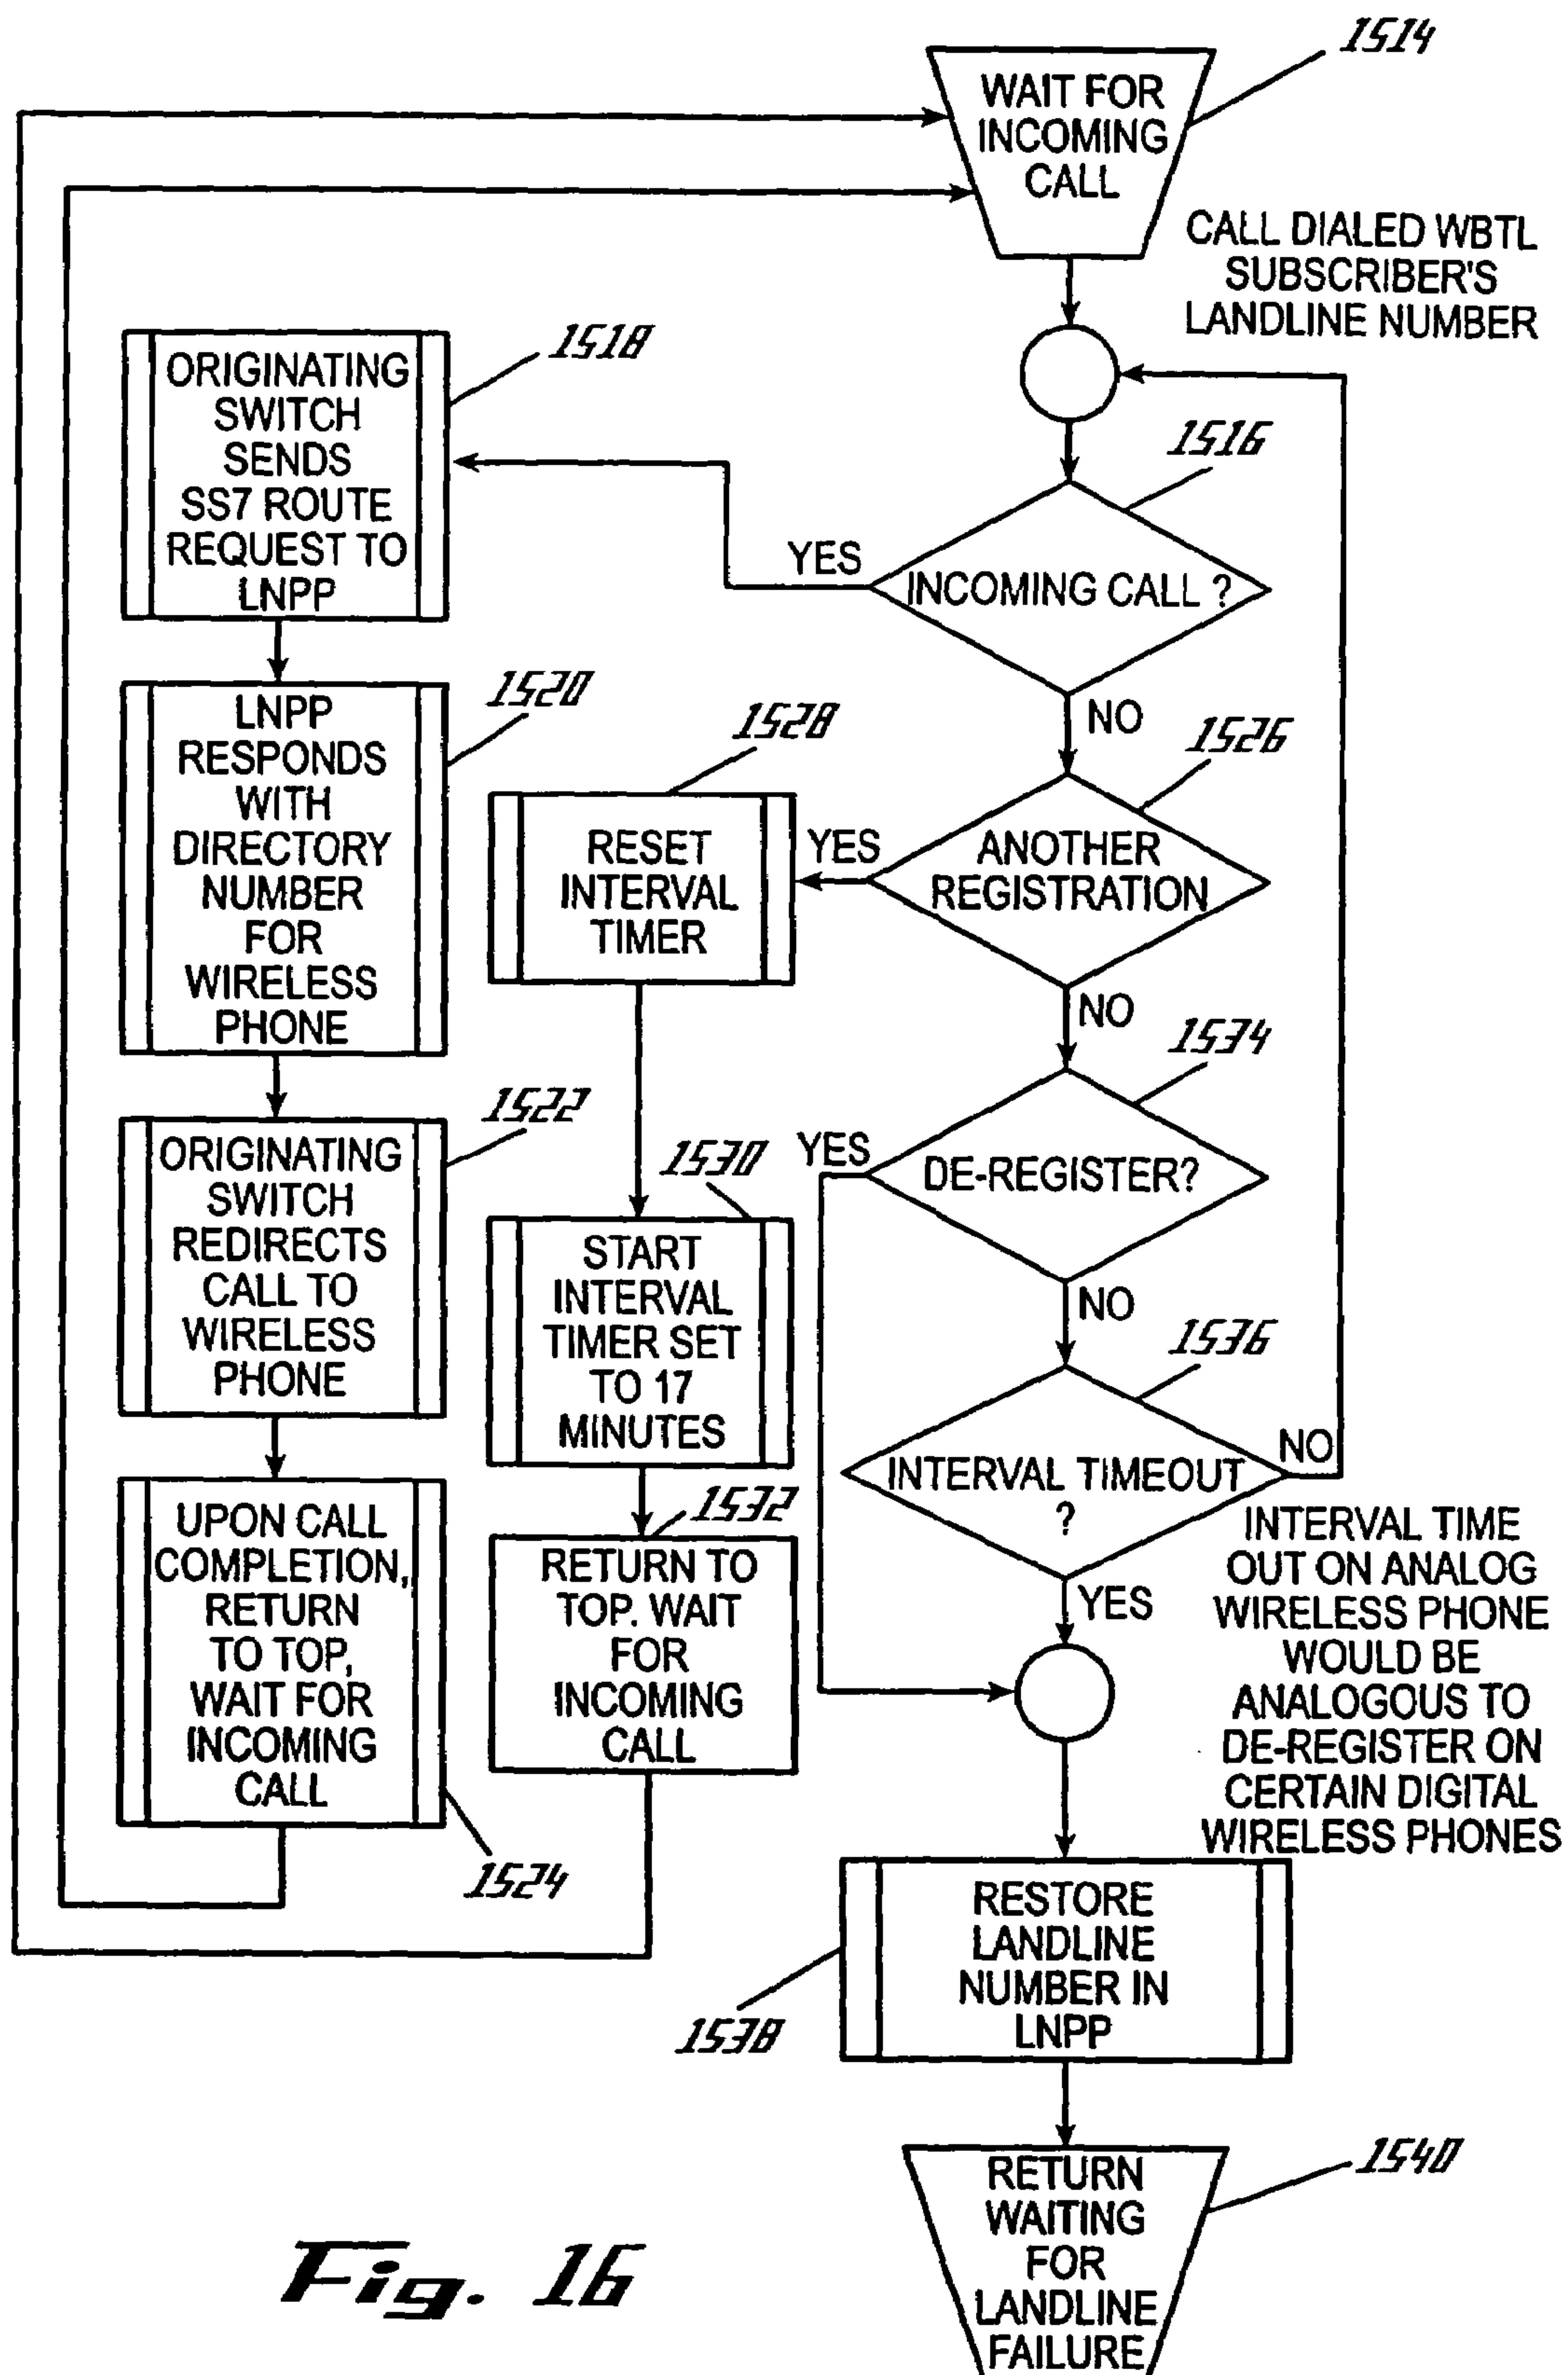 1514
WAIT FOR
INCOMING
CALL
CALL DIALED WBTL
SUBSCRIBER'S
LANDLINE NUMBER
1518
ORIGINATING
SWITCH
SENDS
SS7 ROUTE
REQUEST TO
LNPP
1516
YES
INCOMING CALL ?
NO
1520
LNPP
RESPONDS
WITH
DIRECTORY
NUMBER
FOR
WIRELESS
PHONE
1528
RESET
INTERVAL
TIMER
1526
YES
ANOTHER
REGISTRATION
NO
1522
ORIGINATING
SWITCH
REDIRECTS
CALL TO
WIRELESS
PHONE
1530
START
INTERVAL
TIMER SET
TO 17
MINUTES
1534
YES
DE-REGISTER?
NO
1536
INTERVAL TIMEOUT
?
NO
YES
UPON CALL
COMPLETION,
RETURN
TO TOP,
WAIT FOR
INCOMING
CALL
1524
1532
RETURN TO
TOP. WAIT
FOR
INCOMING
CALL
INTERVAL TIME
OUT ON ANALOG
WIRELESS PHONE
WOULD BE
ANALOGOUS TO
DE-REGISTER ON
CERTAIN DIGITAL
WIRELESS PHONES
RESTORE
LANDLINE
NUMBER IN
LNPP
1538
1540
RETURN
WAITING
FOR
LANDLINE
FAILURE
Fig. 16